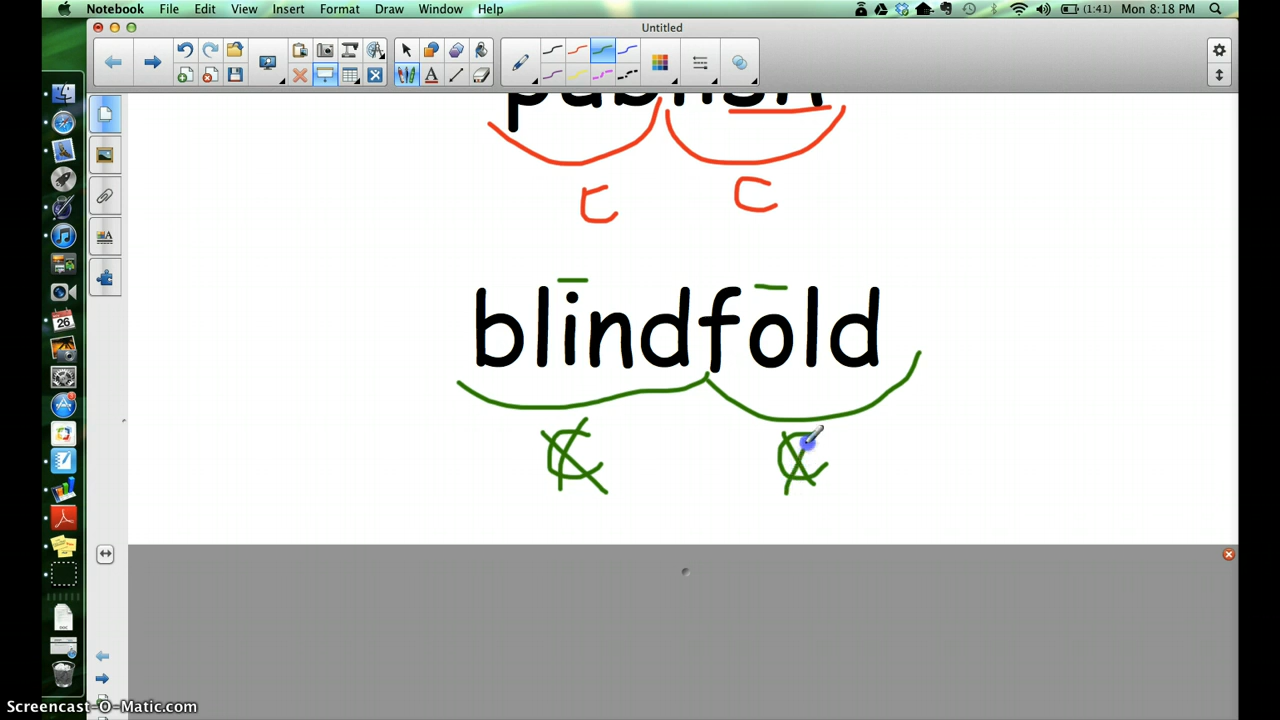 Notebook File Edit View Insert Format Draw Window Help (1:41) Mon 8:18 PM
Untitled
publish
C C
blindfold
C C
26
Screencast-O-Matic.com